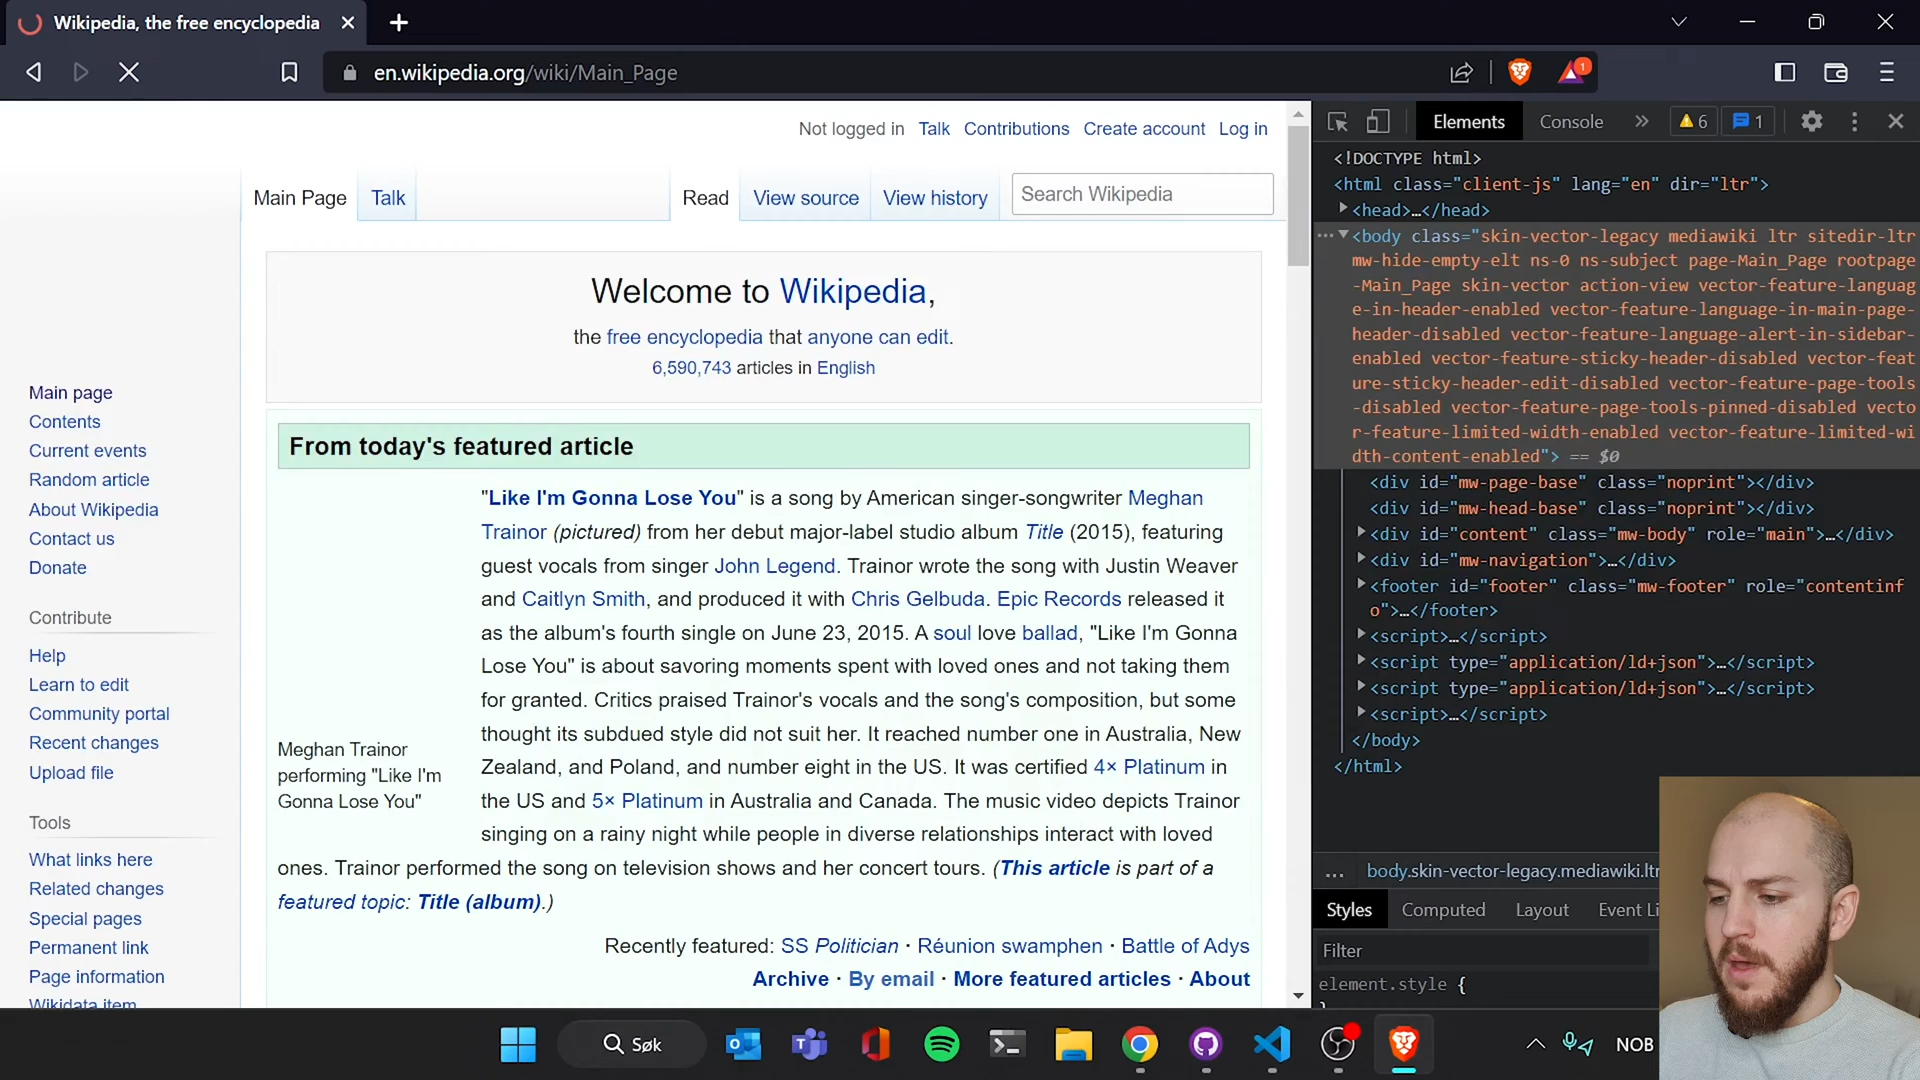 Wikipedia, the free encyclopedia
en.wikipedia.org/wiki/Main_Page
1
Not logged in Talk Contributions Create account Log in
Main Page Talk Read View source View history Search Wikipedia
Welcome to Wikipedia,
the free encyclopedia that anyone can edit.
6,590,743 articles in English
Main page
Contents
Current events
Random article
About Wikipedia
Contact us
Donate
Contribute
Help
Learn to edit
Community portal
Recent changes
Upload file
Tools
What links here
Related changes
Special pages
Permanent link
Page information
Wikidata item
From today's featured article
"Like I'm Gonna Lose You" is a song by American singer-songwriter Meghan
Trainor (pictured) from her debut major-label studio album Title (2015), featuring
guest vocals from singer John Legend. Trainor wrote the song with Justin Weaver
and Caitlyn Smith, and produced it with Chris Gelbuda. Epic Records released it
as the album's fourth single on June 23, 2015. A soul love ballad, "Like I'm Gonna
Lose You" is about savoring moments spent with loved ones and not taking them
for granted. Critics praised Trainor's vocals and the song's composition, but some
thought its subdued style did not suit her. It reached number one in Australia, New
Zealand, and Poland, and number eight in the US. It was certified 4× Platinum in
the US and 5× Platinum in Australia and Canada. The music video depicts Trainor
singing on a rainy night while people in diverse relationships interact with loved
ones. Trainor performed the song on television shows and her concert tours. (This article is part of a
featured topic: Title (album).)
Meghan Trainor
performing "Like I'm
Gonna Lose You"
Recently featured: SS Politician · Réunion swamphen · Battle of Adys
Archive · By email · More featured articles · About
Elements Console » 6 1
<!DOCTYPE html>
<html class="client-js" lang="en" dir="ltr">
<head>…</head>
<body class="skin-vector-legacy mediawiki ltr sitedir-ltr
mw-hide-empty-elt ns-0 ns-subject page-Main_Page rootpage
-Main_Page skin-vector action-view vector-feature-languag
e-in-header-enabled vector-feature-language-in-main-page-
header-disabled vector-feature-language-alert-in-sidebar-
enabled vector-feature-sticky-header-disabled vector-feat
ure-sticky-header-edit-disabled vector-feature-page-tools
-disabled vector-feature-page-tools-pinned-disabled vecto
r-feature-limited-width-enabled vector-feature-limited-wi
dth-content-enabled"> == $0
<div id="mw-page-base" class="noprint"></div>
<div id="mw-head-base" class="noprint"></div>
<div id="content" class="mw-body" role="main">…</div>
<div id="mw-navigation">…</div>
<footer id="footer" class="mw-footer" role="contentinf
o">…</footer>
<script>…</script>
<script type="application/ld+json">…</script>
<script type="application/ld+json">…</script>
<script>…</script>
</body>
</html>
... body.skin-vector-legacy.mediawiki.ltr
Styles Computed Layout Event Li
Filter
element.style {
}
Søk
NOB